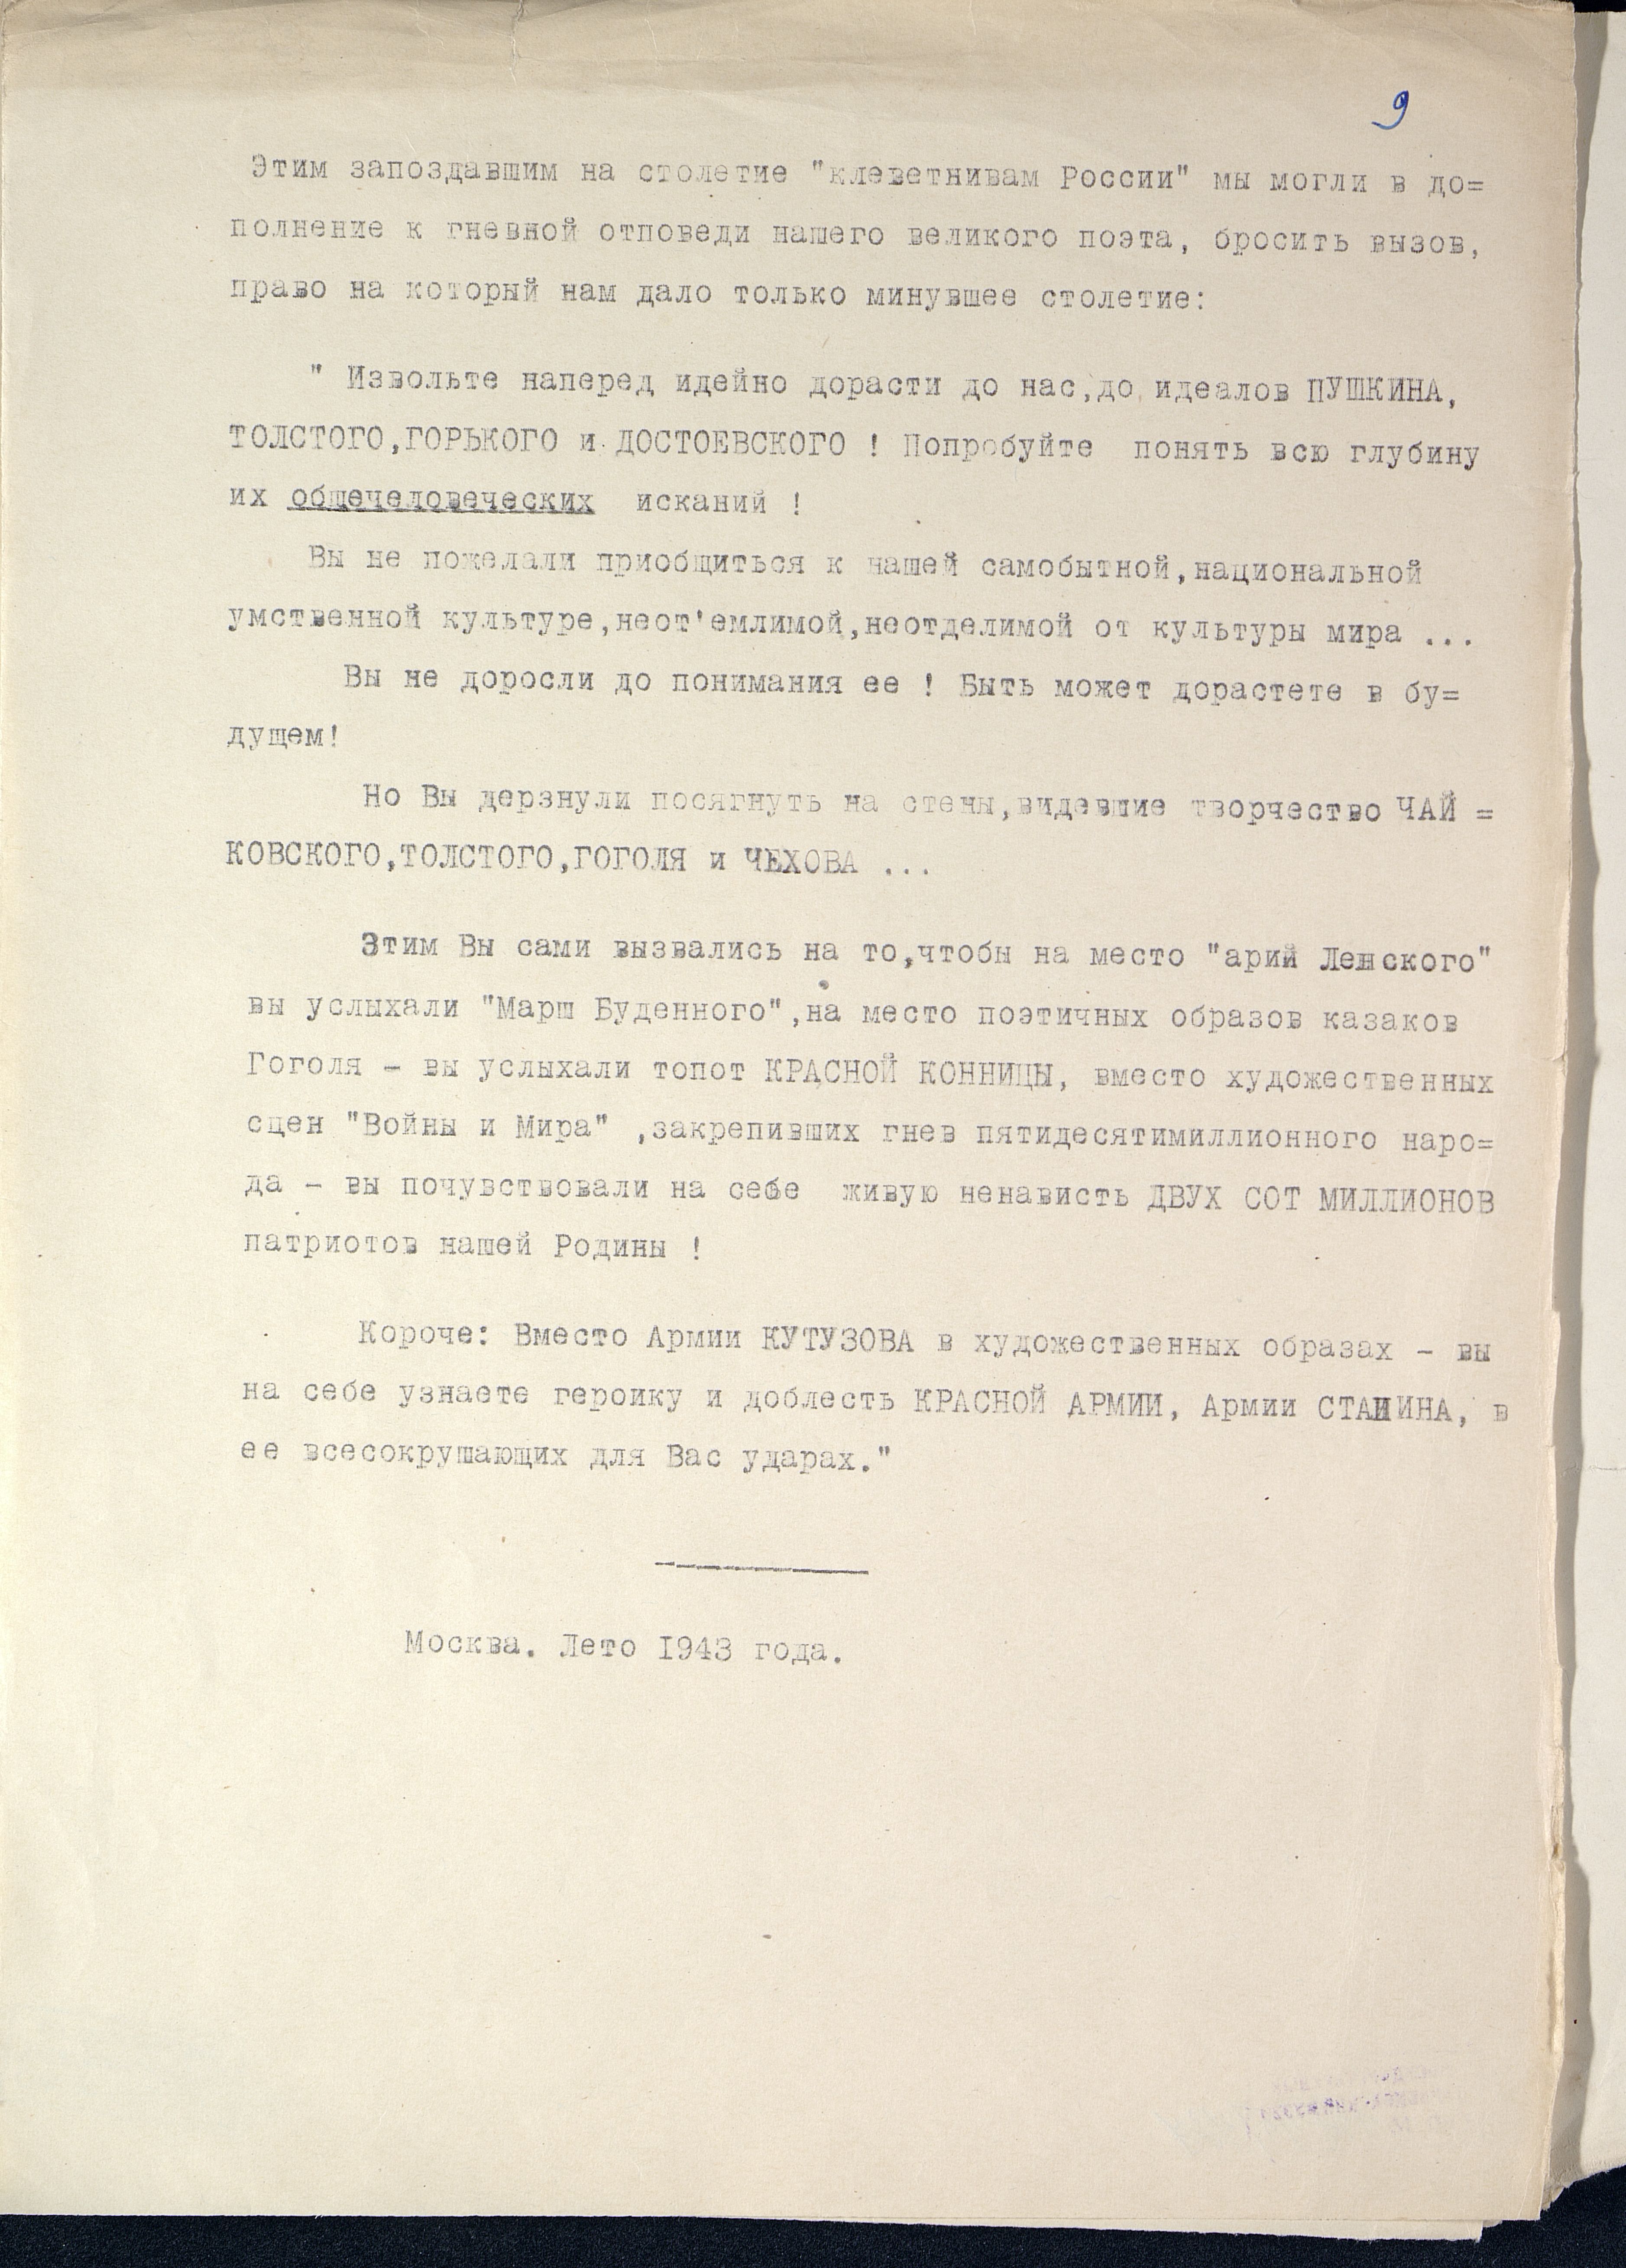 9
Этим запоздавшим на столетие "клеветнивам России" мы могли в до=
полнение к гневной отповеди нашего великого поэта, бросить вызов,
право на который нам дало только минувшее столетие:
" Извольте наперед идейно дорасти до нас,до идеалов ПУШКИНА,
ТОЛСТОГО,ГОРЬКОГО и ДОСТОЕВСКОГО ! Попробуйте понять всю глубину
их общечеловеческих исканий !
Вы не пожелали приобщиться к нашей самобытной,национальной
умственной культуре,неот'емлимой,неотделимой от культуры мира ...
Вы не доросли до понимания ее ! Быть может дорастете в бу=
дущем!
Но Вы дерзнули посягнуть на стены,видевшие творчество ЧАЙ =
КОВСКОГО,ТОЛСТОГО,ГОГОЛЯ и ЧЕХОВА ...
Этим Вы сами вызвались на то,чтобы на место "арий Ленского"
вы услыхали "Марш Буденного",на место поэтичных образов казаков
Гоголя - вы услыхали топот КРАСНОЙ КОННИЦЫ, вместо художественных
сцен "Войны и Мира" ,закрепивших гнев пятидесятимиллионного наро=
да - вы почувствовали на себе живую ненависть ДВУХ СОТ МИЛЛИОНОВ
патриотов нашей Родины !
Короче: Вместо Армии КУТУЗОВА в художественных образах - вы
на себе узнаете героику и доблесть КРАСНОЙ АРМИИ, Армии СТАЛИНА, в
ее всесокрушающих для Вас ударах."
Москва. Лето 1943 года.